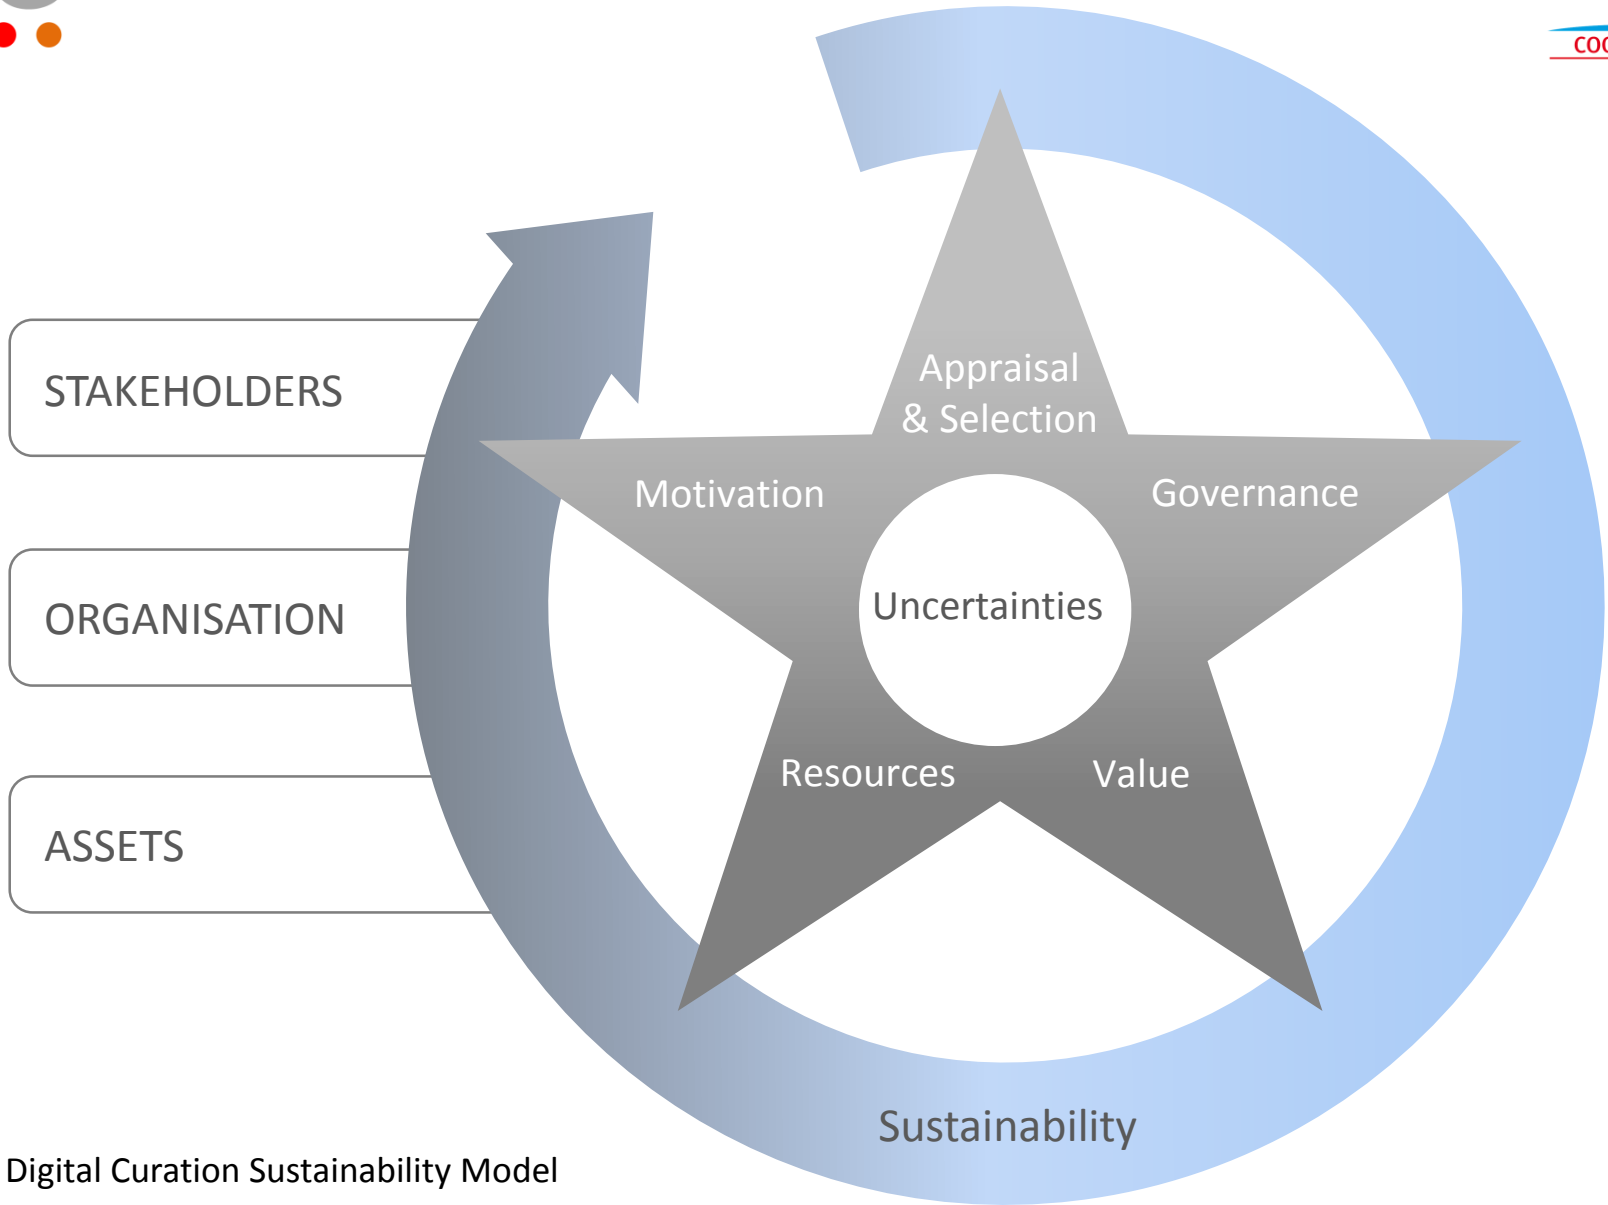 STAKEHOLDERS
ORGANISATION
ASSETS
Appraisal
& Selection
Motivation
Governance
Uncertainties
Resources
Value
Sustainability
Digital Curation Sustainability Model